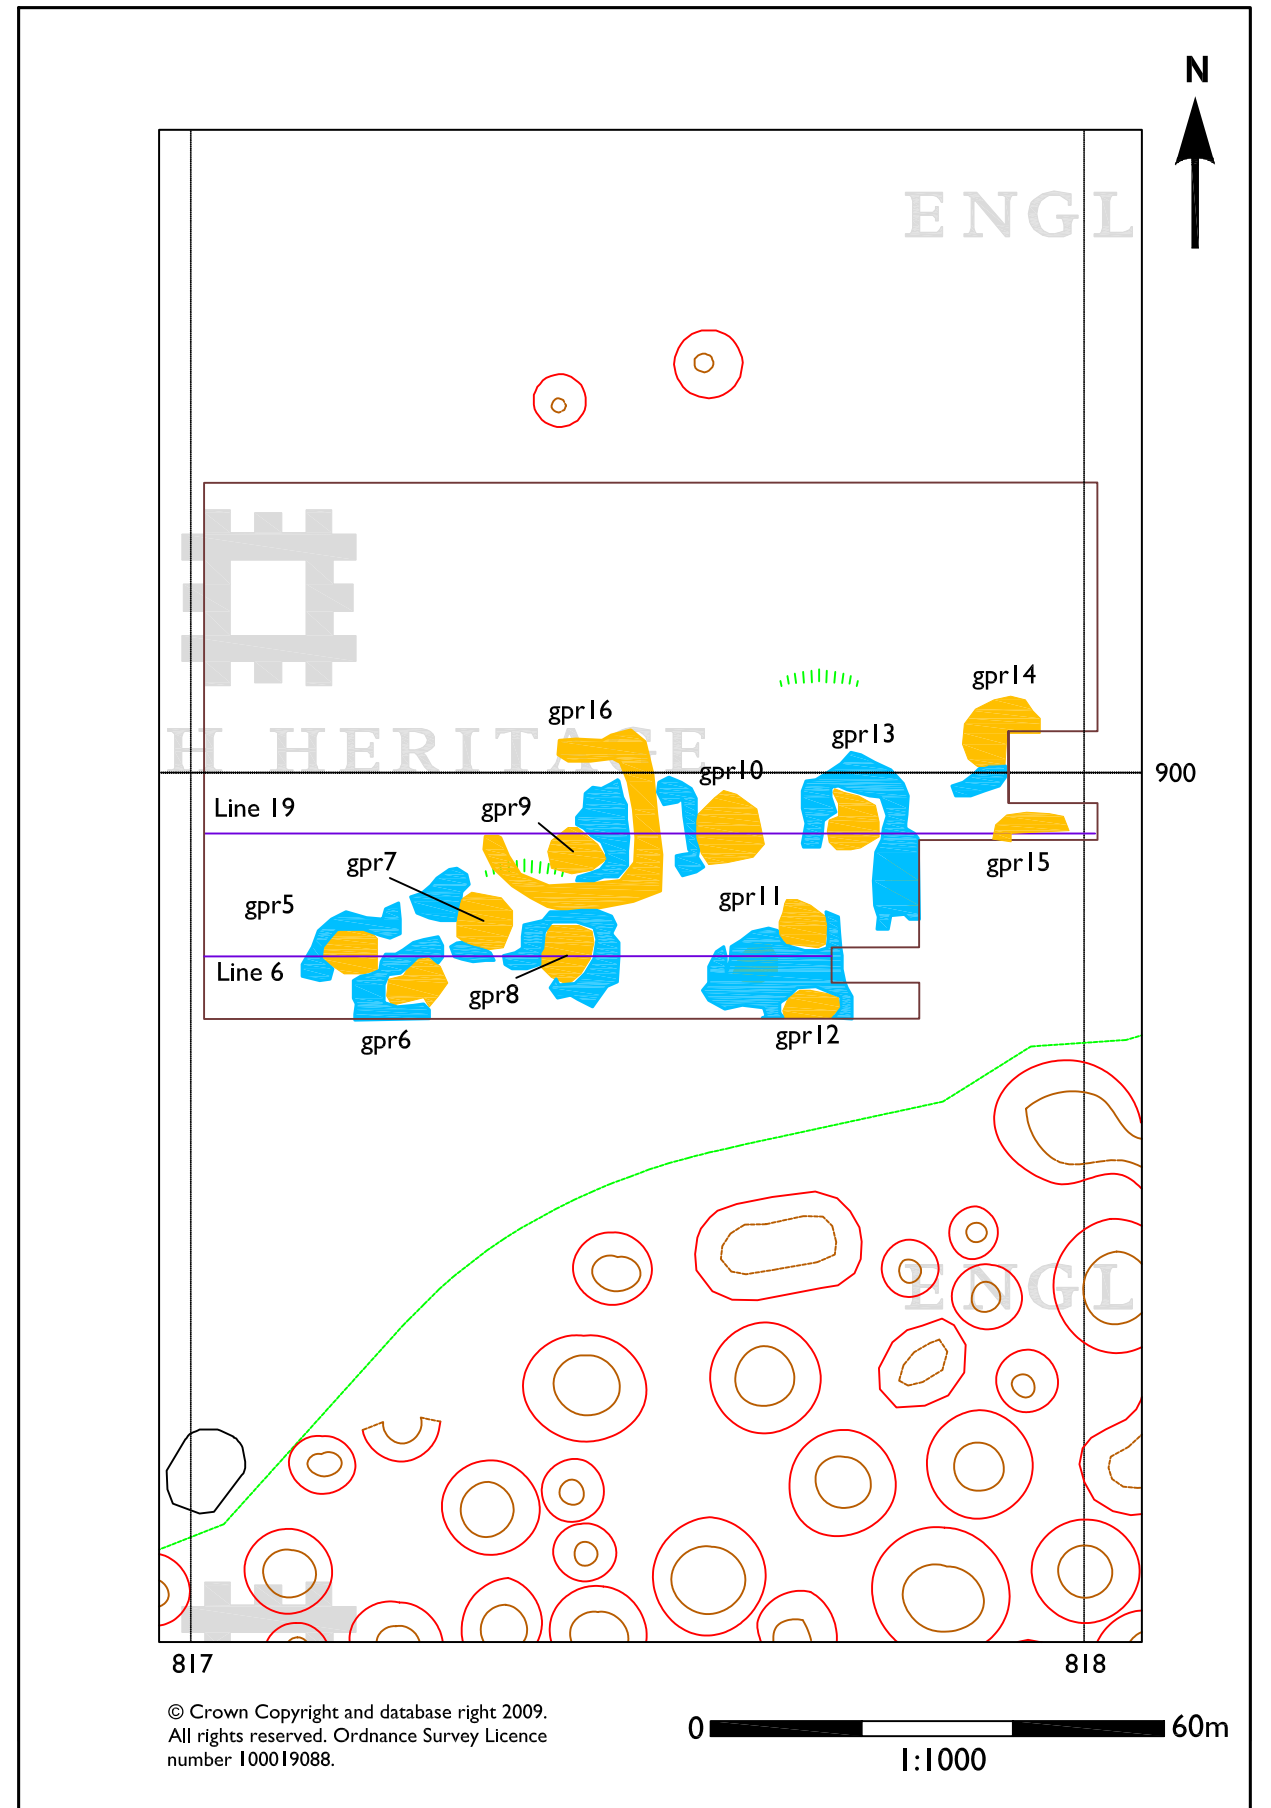 N
ENGL
gpr14
gpr16
gpr13
H HERITAGE
gpr10
900
Line 19
gpr9
gpr7
gpr15
gpr11
gpr5
Line 6
gpr8
gpr12
gpr6
ENGL
817
818
© Crown Copyright and database right 2009.
All rights reserved. Ordnance Survey Licence
number 100019088.
0
60m
1:1000